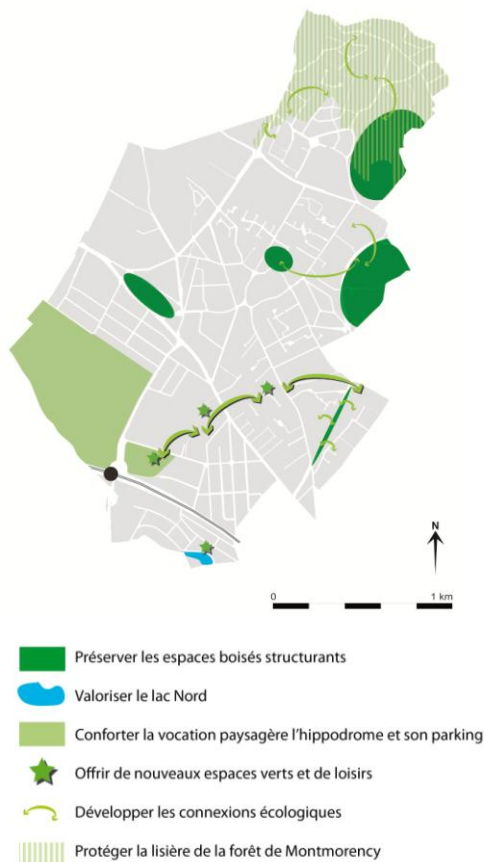 N
0 1 km
Préserver les espaces boisés structurants
Valoriser le lac Nord
Conforter la vocation paysagère l'hippodrome et son parking
Offrir de nouveaux espaces verts et de loisirs
Développer les connexions écologiques
Protéger la lisière de la forêt de Montmorency